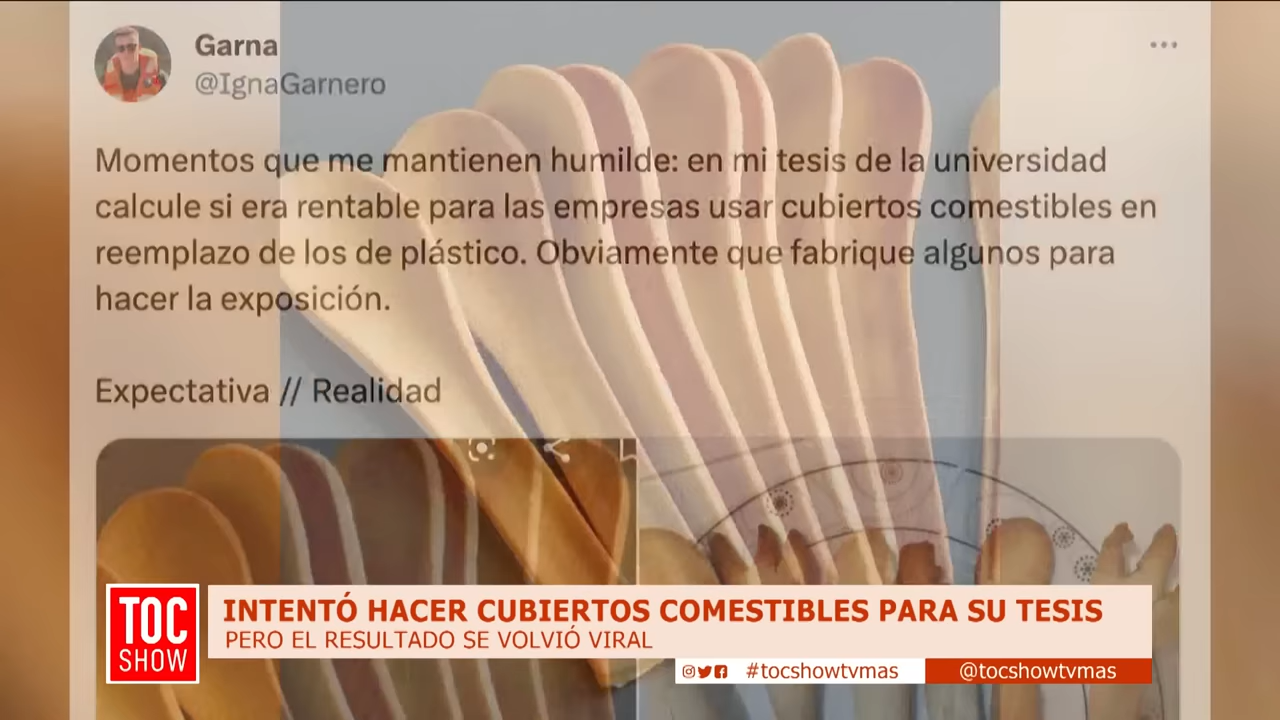 Garna
@IgnaGarnero
Momentos que me mantienen humilde: en mi tesis de la universidad
calcule si era rentable para las empresas usar cubiertos comestibles en
reemplazo de los de plástico. Obviamente que fabrique algunos para
hacer la exposición.
Expectativa // Realidad
TOC
SHOW
INTENTÓ HACER CUBIERTOS COMESTIBLES PARA SU TESIS
PERO EL RESULTADO SE VOLVIÓ VIRAL
#tocshowtvmas
@tocshowtvmas